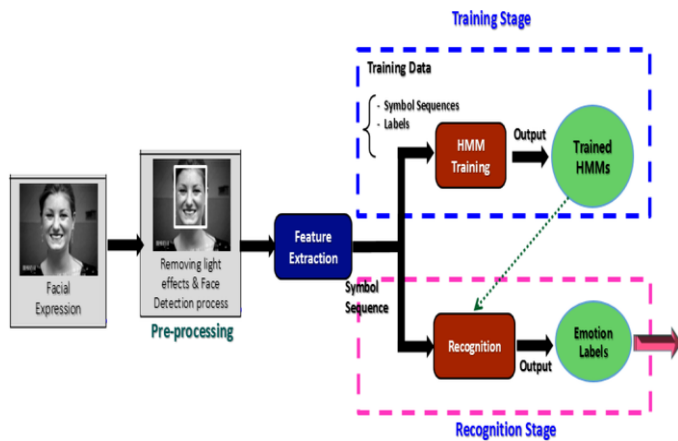 Training Stage
Training Data
- Symbol Sequences
- Labels
HMM
Training
Output
Trained
HMMs
Facial
Expression
Removing light
effects & Face
Detection process
Pre-processing
Feature
Extraction
Symbol
Sequence
Recognition
Output
Emotion
Labels
Recognition Stage